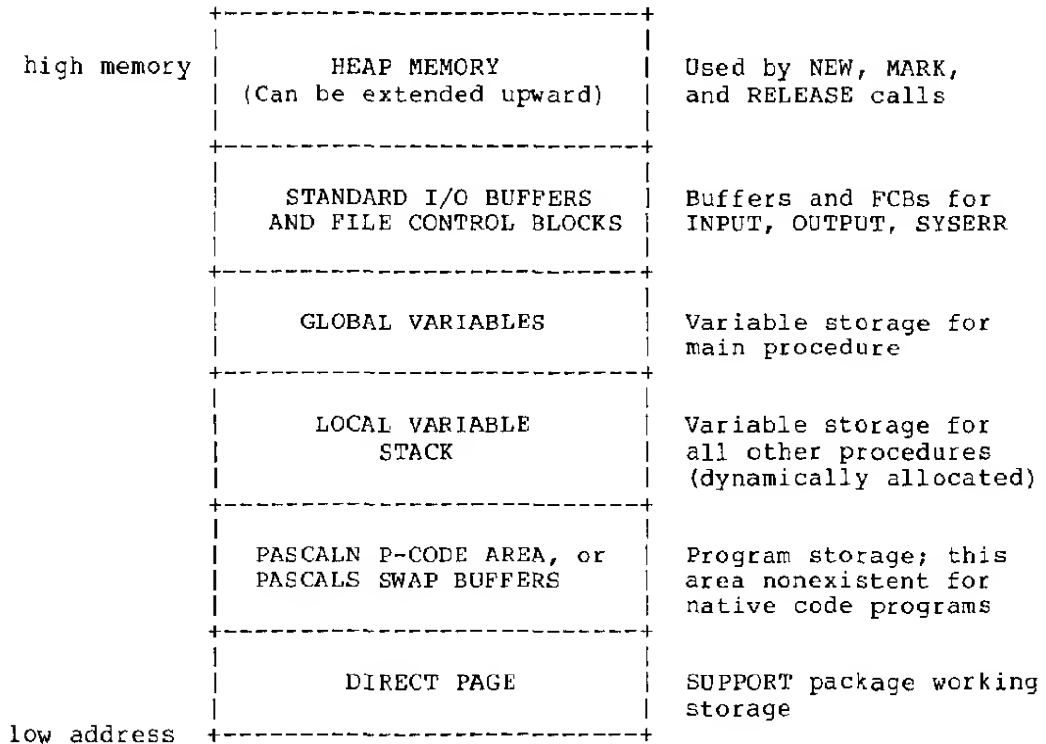 high memory HEAP MEMORY Used by NEW, MARK,
(Can be extended upward) and RELEASE calls
STANDARD I/O BUFFERS Buffers and FCBs for
AND FILE CONTROL BLOCKS INPUT, OUTPUT, SYSERR
GLOBAL VARIABLES Variable storage for
main procedure
LOCAL VARIABLE Variable storage for
STACK all other procedures
(dynamically allocated)
PASCALN P-CODE AREA, or Program storage; this
PASCALS SWAP BUFFERS area nonexistent for
native code programs
DIRECT PAGE SUPPORT package working
storage
low address